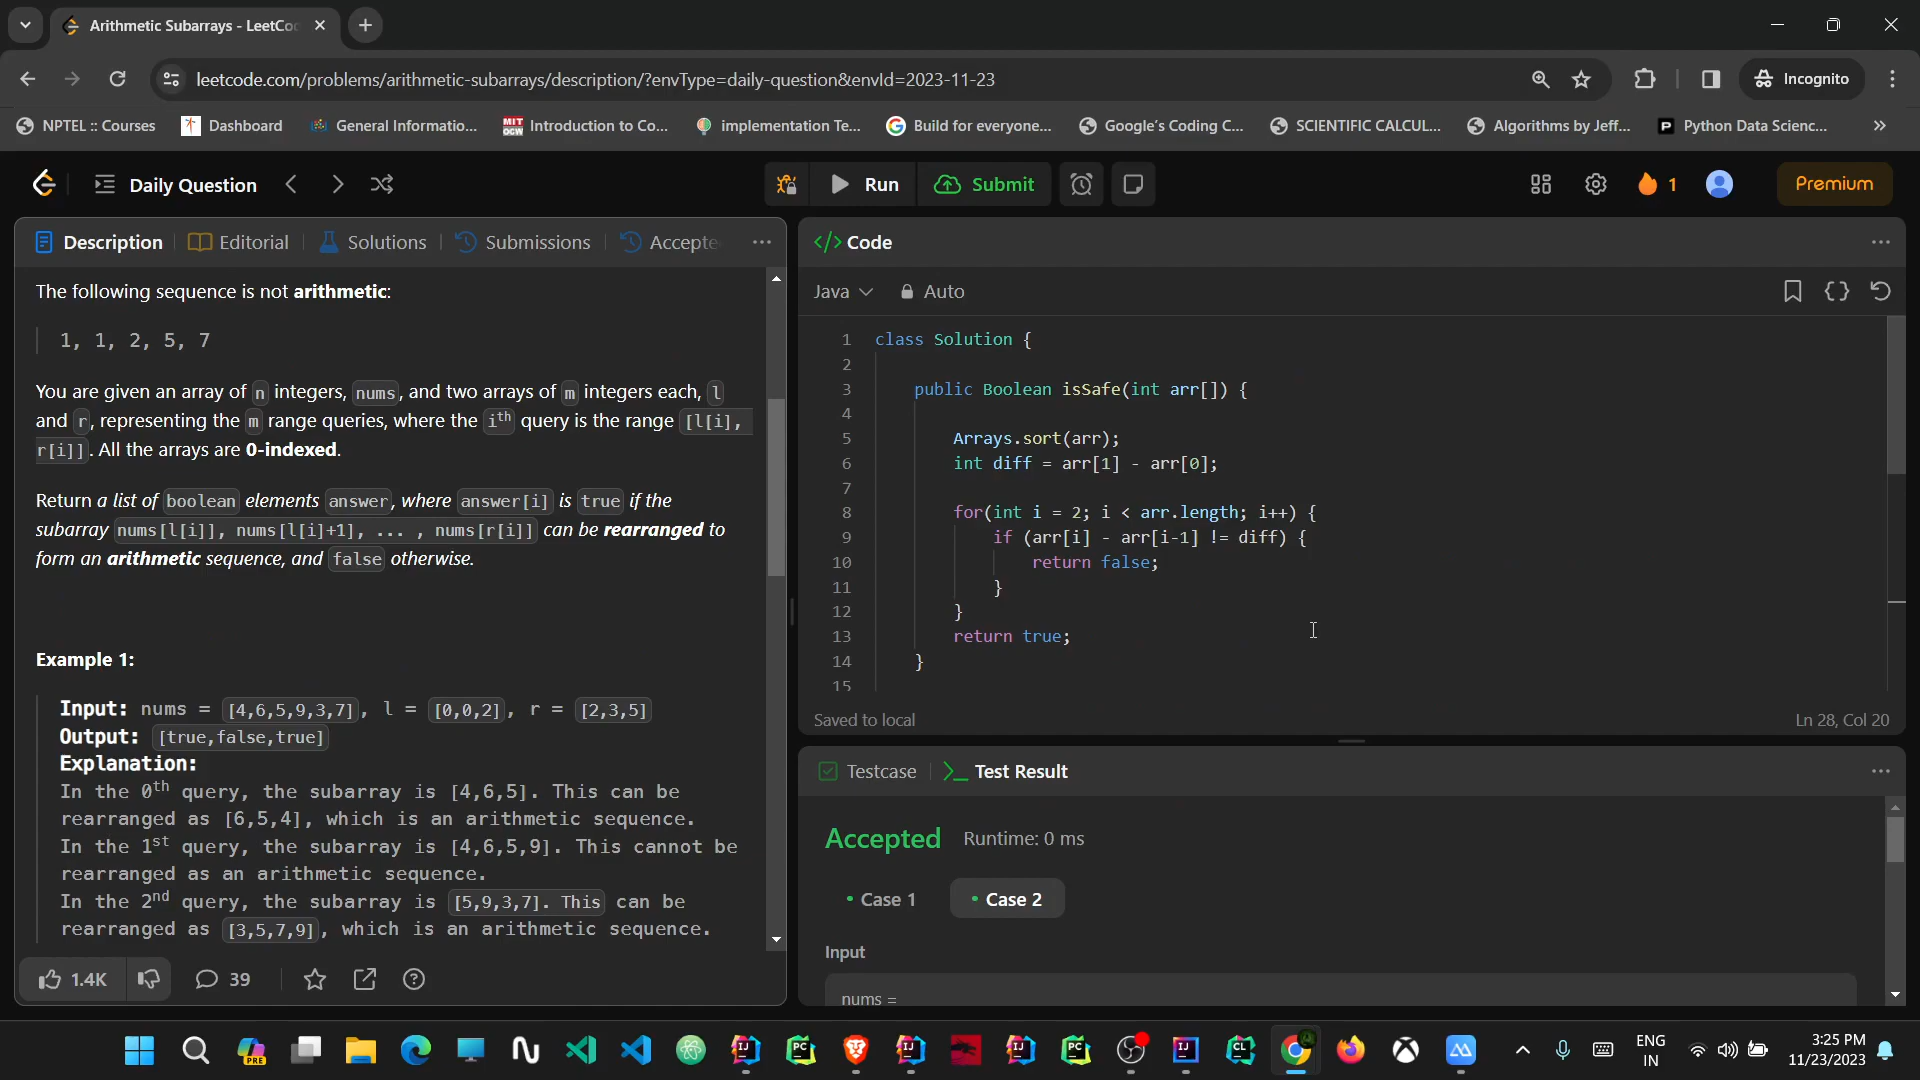 Arithmetic Subarrays - LeetCo
leetcode.com/problems/arithmetic-subarrays/description/?envType=daily-question&envId=2023-11-23
Incognito
NPTEL :: Courses
Dashboard
General Informatio...
MIT OCW
Introduction to Co...
implementation Te...
Build for everyone...
Google's Coding C...
SCIENTIFIC CALCUL...
Algorithms by Jeff...
Python Data Scienc...
Daily Question
Run
Submit
1
Premium
Description
Editorial
Solutions
Submissions
Accepte
The following sequence is not arithmetic:
1, 1, 2, 5, 7
You are given an array of n integers, nums, and two arrays of m integers each, l
and r, representing the m range queries, where the ith query is the range [l[i],
r[i]]. All the arrays are 0-indexed.
Return a list of boolean elements answer, where answer[i] is true if the
subarray nums[l[i]], nums[l[i]+1], ... , nums[r[i]] can be rearranged to
form an arithmetic sequence, and false otherwise.
Example 1:
Input: nums = [4,6,5,9,3,7], l = [0,0,2], r = [2,3,5]
Output: [true,false,true]
Explanation:
In the 0th query, the subarray is [4,6,5]. This can be
rearranged as [6,5,4], which is an arithmetic sequence.
In the 1st query, the subarray is [4,6,5,9]. This cannot be
rearranged as an arithmetic sequence.
In the 2nd query, the subarray is [5,9,3,7]. This can be
rearranged as [3,5,7,9], which is an arithmetic sequence.
1.4K
39
</> Code
Java
Auto
1 class Solution {
2
3 public Boolean isSafe(int arr[]) {
4
5 Arrays.sort(arr);
6 int diff = arr[1] - arr[0];
7
8 for(int i = 2; i < arr.length; i++) {
9 if (arr[i] - arr[i-1] != diff) {
10 return false;
11 }
12 }
13 return true;
14 }
15
Saved to local
Ln 28, Col 20
Testcase
Test Result
Accepted Runtime: 0 ms
• Case 1
• Case 2
Input
nums =
PRE
IJ
PC
IJ
IJ
PC
IJ
CL
ENG
IN
3:25 PM
11/23/2023